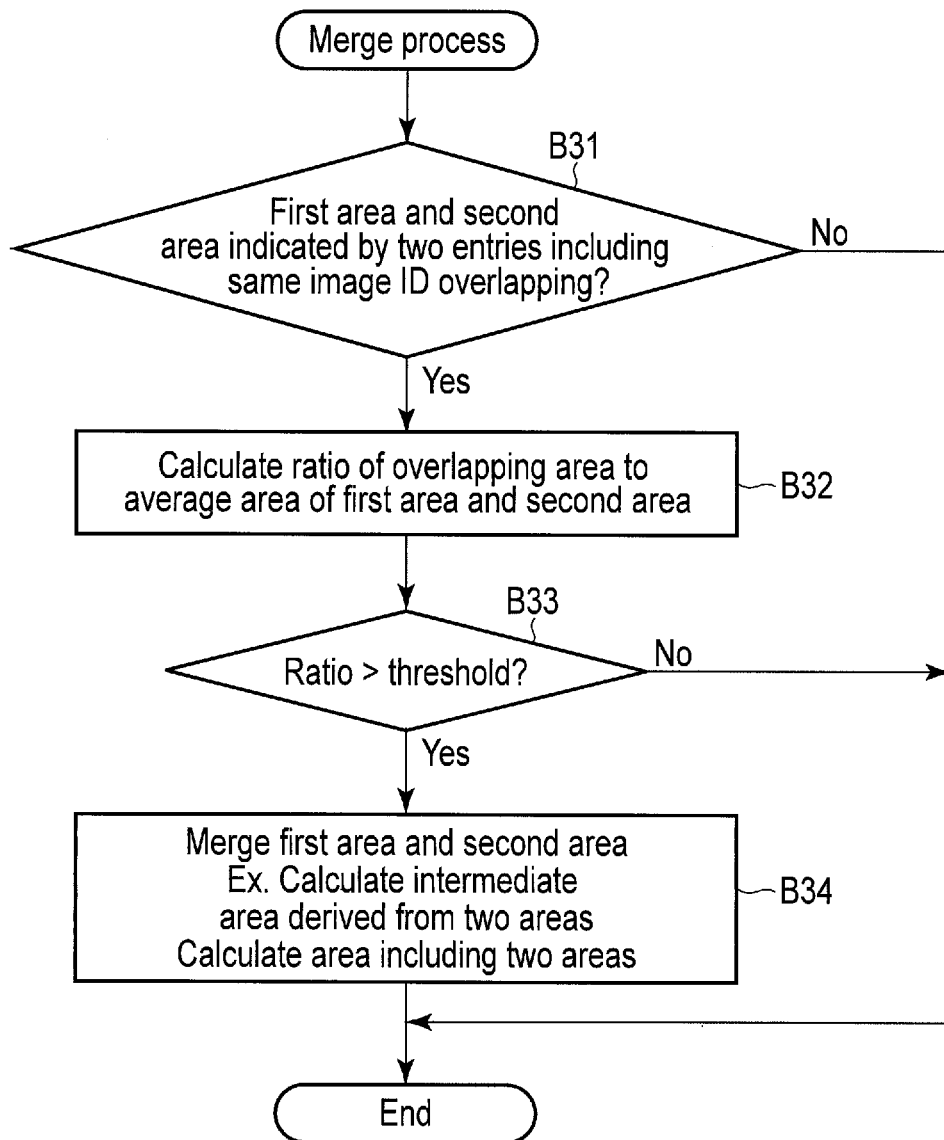 Merge process
B31
First area and second
area indicated by two entries including
same image ID overlapping?
No
Yes
Calculate ratio of overlapping area to
average area of first area and second area
B32
B33
Ratio > threshold?
No
Yes
Merge first area and second area
Ex. Calculate intermediate
area derived from two areas
Calculate area including two areas
B34
End